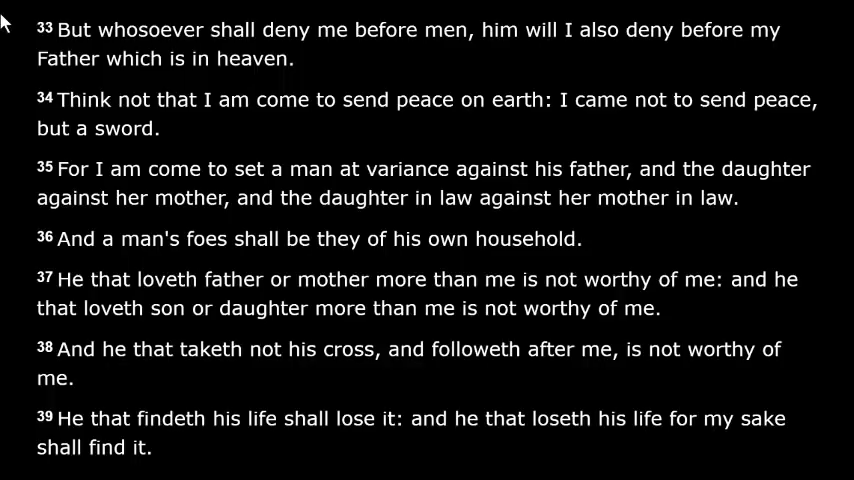 33 But whosoever shall deny me before men, him will I also deny before my
Father which is in heaven.
34 Think not that I am come to send peace on earth: I came not to send peace,
but a sword.
35 For I am come to set a man at variance against his father, and the daughter
against her mother, and the daughter in law against her mother in law.
36 And a man's foes shall be they of his own household.
37 He that loveth father or mother more than me is not worthy of me: and he
that loveth son or daughter more than me is not worthy of me.
38 And he that taketh not his cross, and followeth after me, is not worthy of
me.
39 He that findeth his life shall lose it: and he that loseth his life for my sake
shall find it.